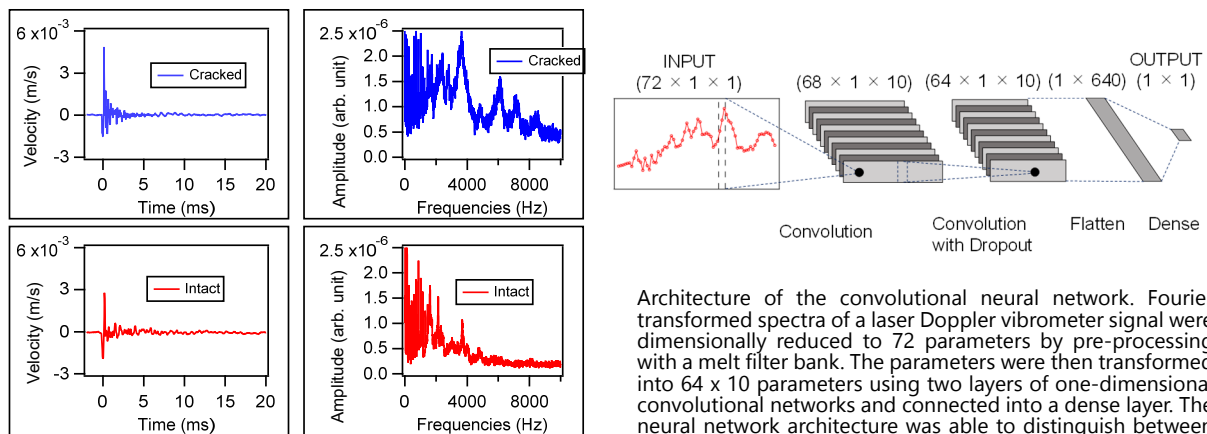 6 x10⁻³
3
0
-3
Velocity (m/s)
Cracked
0 5 10 15 20
Time (ms)
2.5 x10⁻⁶
2.0
1.5
1.0
0.5
0.0
Amplitude (arb. unit)
Cracked
0 4000 8000
Frequencies (Hz)
6 x10⁻³
3
0
-3
Velocity (m/s)
Intact
0 5 10 15 20
Time (ms)
2.5 x10⁻⁶
2.0
1.5
1.0
0.5
0.0
Amplitude (arb. unit)
Intact
0 4000 8000
Frequencies (Hz)
INPUT
(72 × 1 × 1)
(68 × 1 × 10)
(64 × 1 × 10)
(1 × 640)
OUTPUT
(1 × 1)
Convolution
Convolution
with Dropout
Flatten
Dense
Architecture of the convolutional neural network. Fourie
transformed spectra of a laser Doppler vibrometer signal were
dimensionally reduced to 72 parameters by pre-processing
with a melt filter bank. The parameters were then transformed
into 64 x 10 parameters using two layers of one-dimensiona
convolutional networks and connected into a dense layer. The
neural network architecture was able to distinguish between